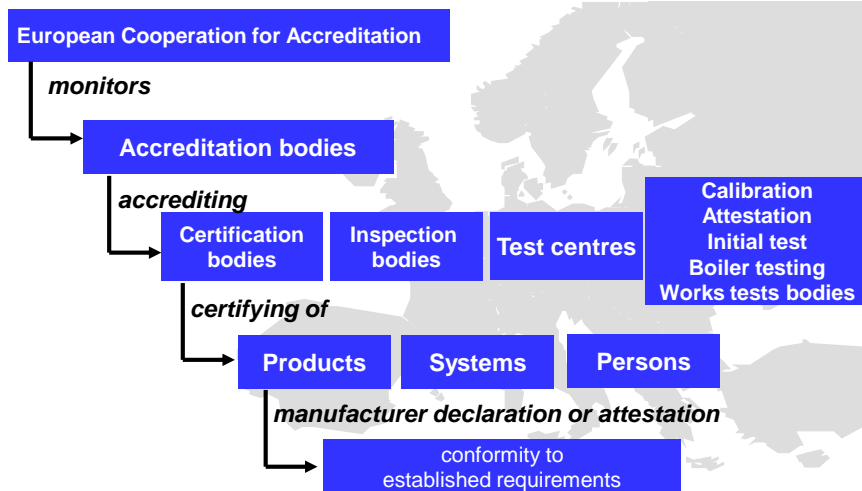 European Cooperation for Accreditation
monitors
Accreditation bodies
accrediting
Certification
bodies
Inspection
bodies
Test centres
Calibration
Attestation
Initial test
Boiler testing
Works tests bodies
certifying of
Products
Systems
Persons
manufacturer declaration or attestation
conformity to
established requirements